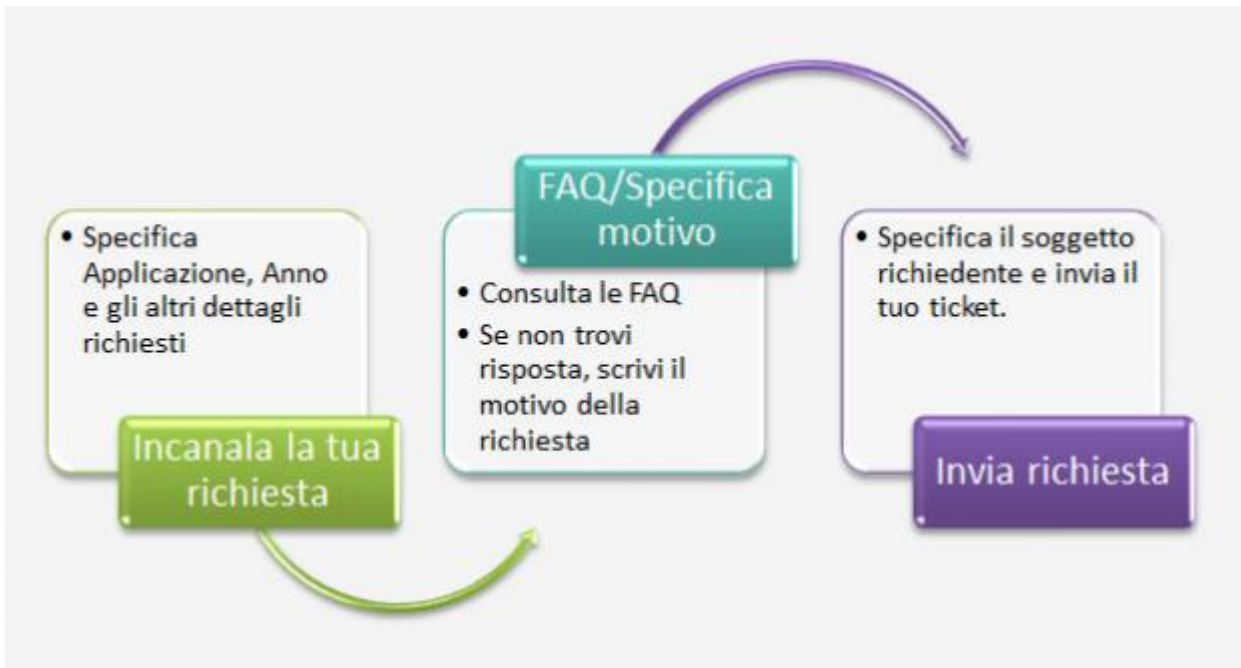 • Specifica
Applicazione, Anno
e gli altri dettagli
richiesti
Incanala la tua
richiesta
FAQ/Specifica
motivo
• Consulta le FAQ
• Se non trovi
risposta, scrivi il
motivo della
richiesta
• Specifica il soggetto
richiedente e invia il
tuo ticket.
Invia richiesta